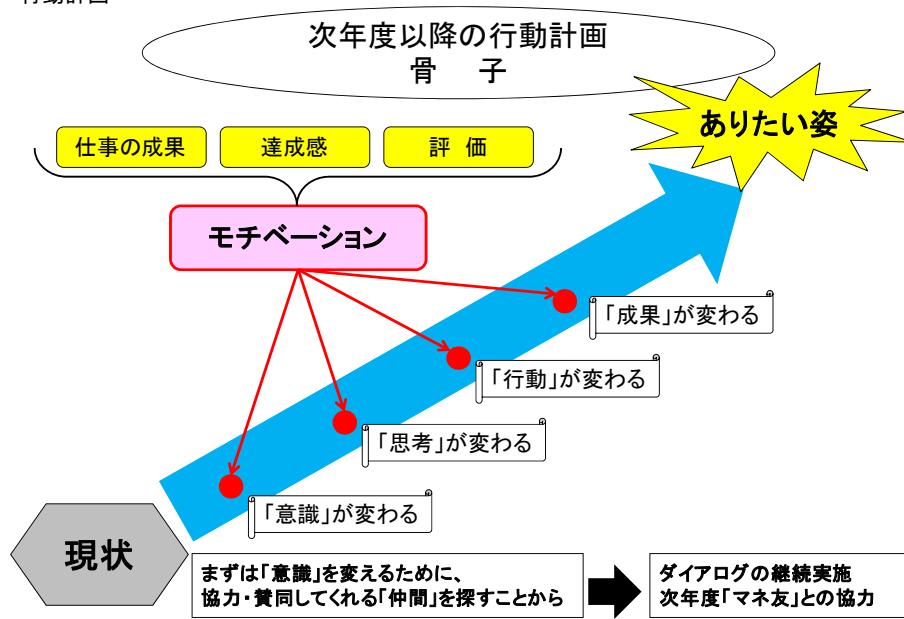 次年度以降の行動計画
骨　子
ありたい姿
仕事の成果
達成感
評　価
モチベーション
「成果」が変わる
「行動」が変わる
「思考」が変わる
「意識」が変わる
現状
まずは「意識」を変えるために、
協力・賛同してくれる「仲間」を探すことから
ダイアログの継続実施
次年度「マネ友」との協力